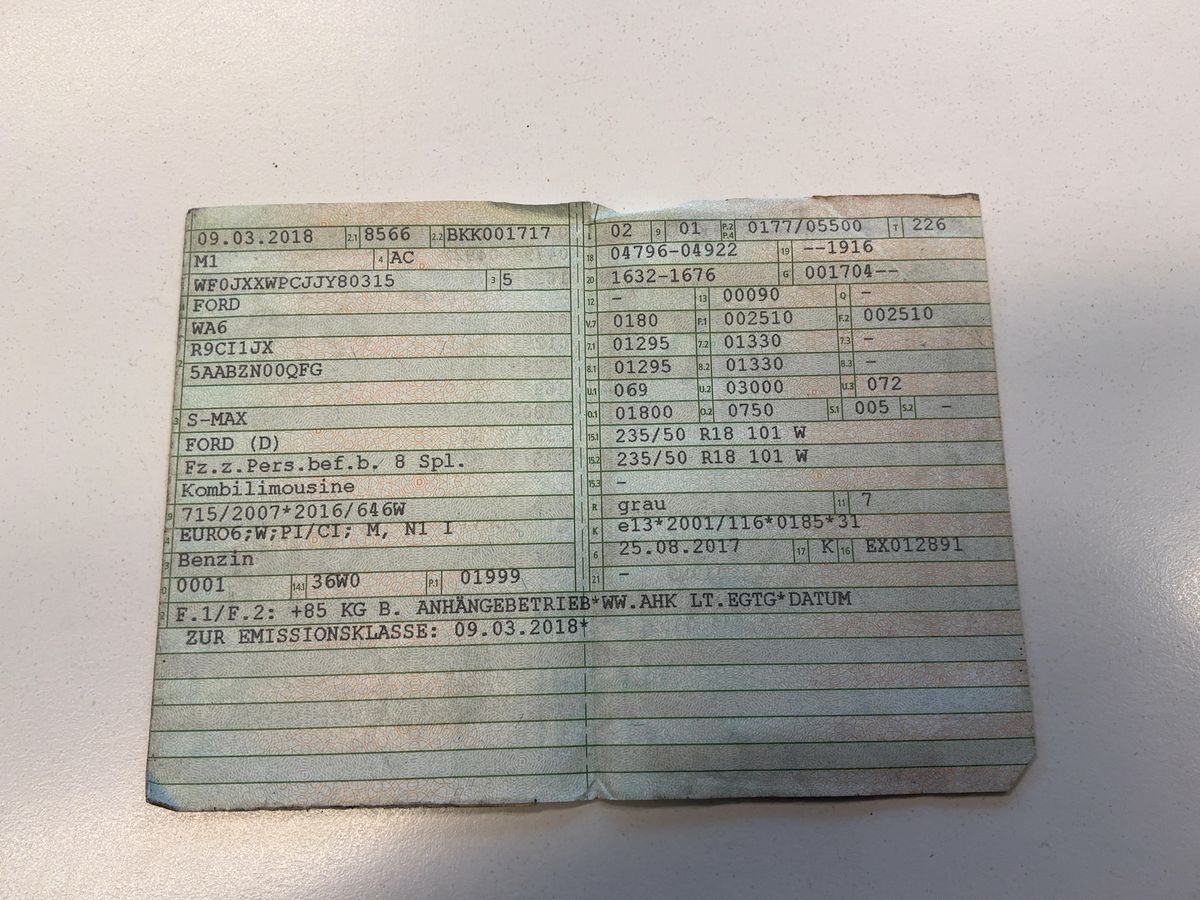 09.03.2018 2.1 8566 2.2 BKK001717
M1 4 AC
WF0JXXWPCJJY80315 3 5
FORD
WA6
R9CI1JX
5AABZN00QFG
S-MAX
FORD (D)
Fz.z.Pers.bef.b. 8 Spl.
Kombilimousine
715/2007*2016/646W
EURO6;W;PI/CI; M, N1 I
Benzin
0001 14.1 36W0 P.1 01999
02 9 01 P.2 P.4 0177/05500 T 226
18 04796-04922 19 --1916
20 1632-1676 G 001704--
12 - 13 00090 Q -
V.7 0180 F.1 002510 F.2 002510
7.1 01295 7.2 01330 7.3 -
8.1 01295 8.2 01330 8.3 -
U.1 069 U.2 03000 U.3 072
O.1 01800 O.2 0750 S.1 005 S.2 -
15.1 235/50 R18 101 W
15.2 235/50 R18 101 W
15.3 -
R grau 11 7
K e13*2001/116*0185*31
6 25.08.2017 17 K 16 EX012891
21 -
F.1/F.2: +85 KG B. ANHÄNGEBETRIEB*WW.AHK LT.EGTG*DATUM
ZUR EMISSIONSKLASSE: 09.03.2018*